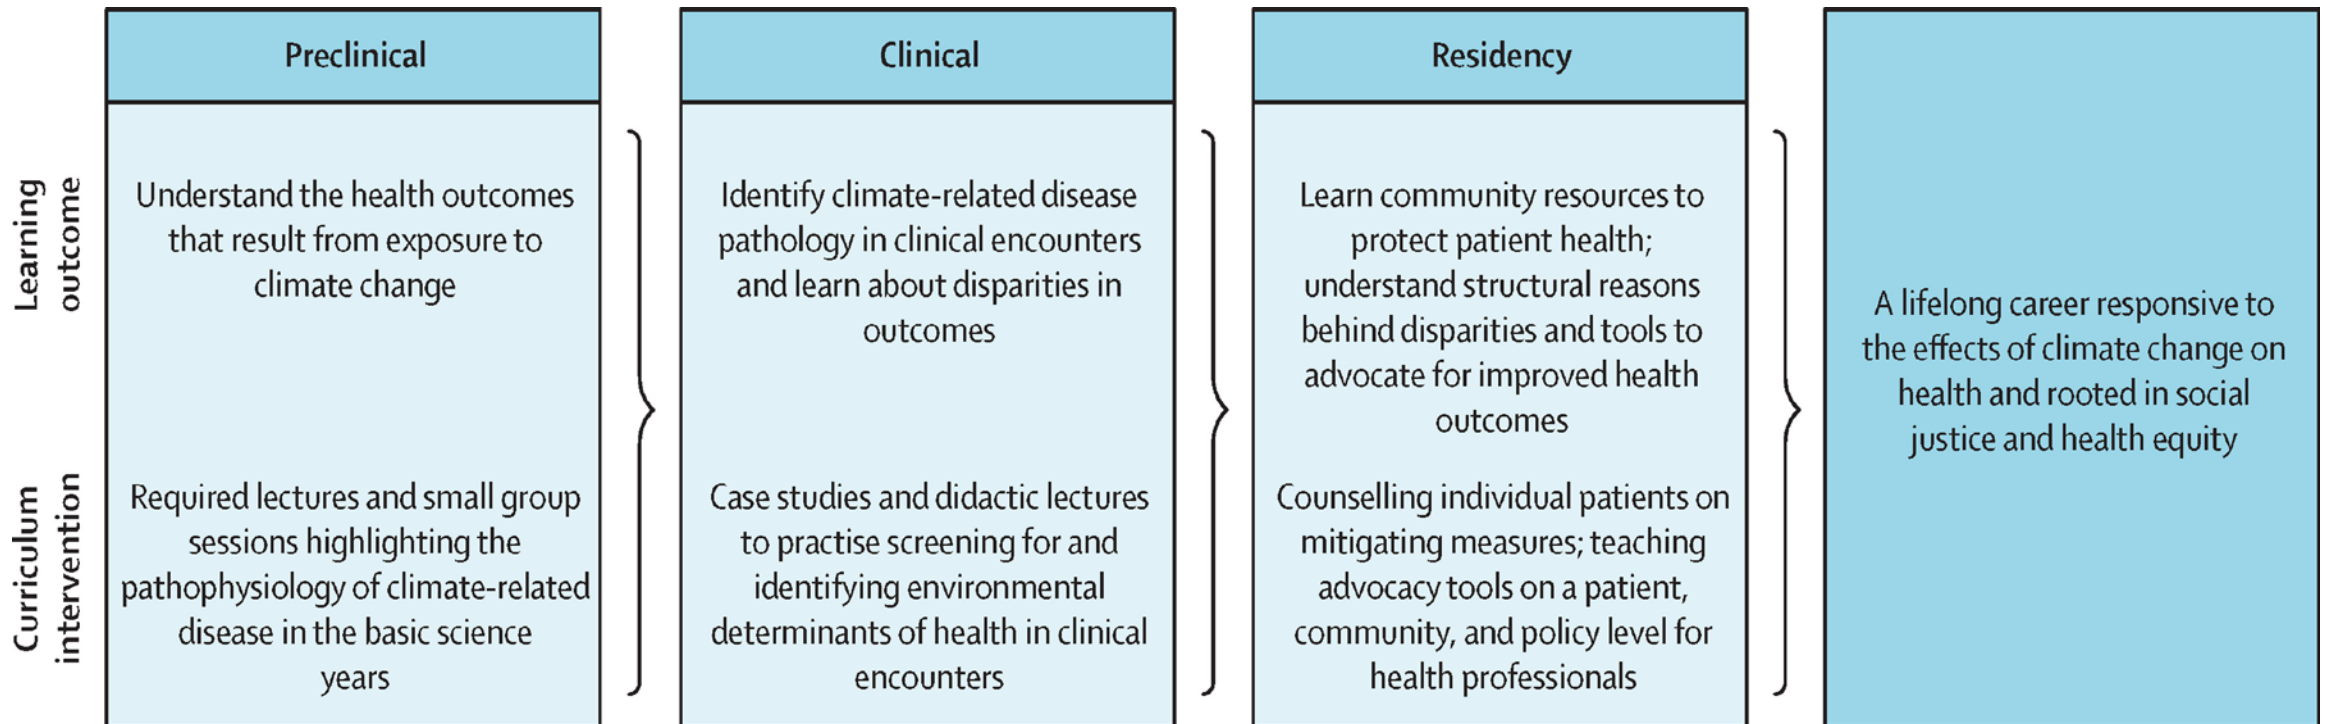 Preclinical
Clinical
Residency
Learning
outcome
Understand the health outcomes
that result from exposure to
climate change
Identify climate-related disease
pathology in clinical encounters
and learn about disparities in
outcomes
Learn community resources to
protect patient health;
understand structural reasons
behind disparities and tools to
advocate for improved health
outcomes
A lifelong career responsive to
the effects of climate change on
health and rooted in social
justice and health equity
Curriculum
intervention
Required lectures and small group
sessions highlighting the
pathophysiology of climate-related
disease in the basic science
years
Case studies and didactic lectures
to practise screening for and
identifying environmental
determinants of health in clinical
encounters
Counselling individual patients on
mitigating measures; teaching
advocacy tools on a patient,
community, and policy level for
health professionals